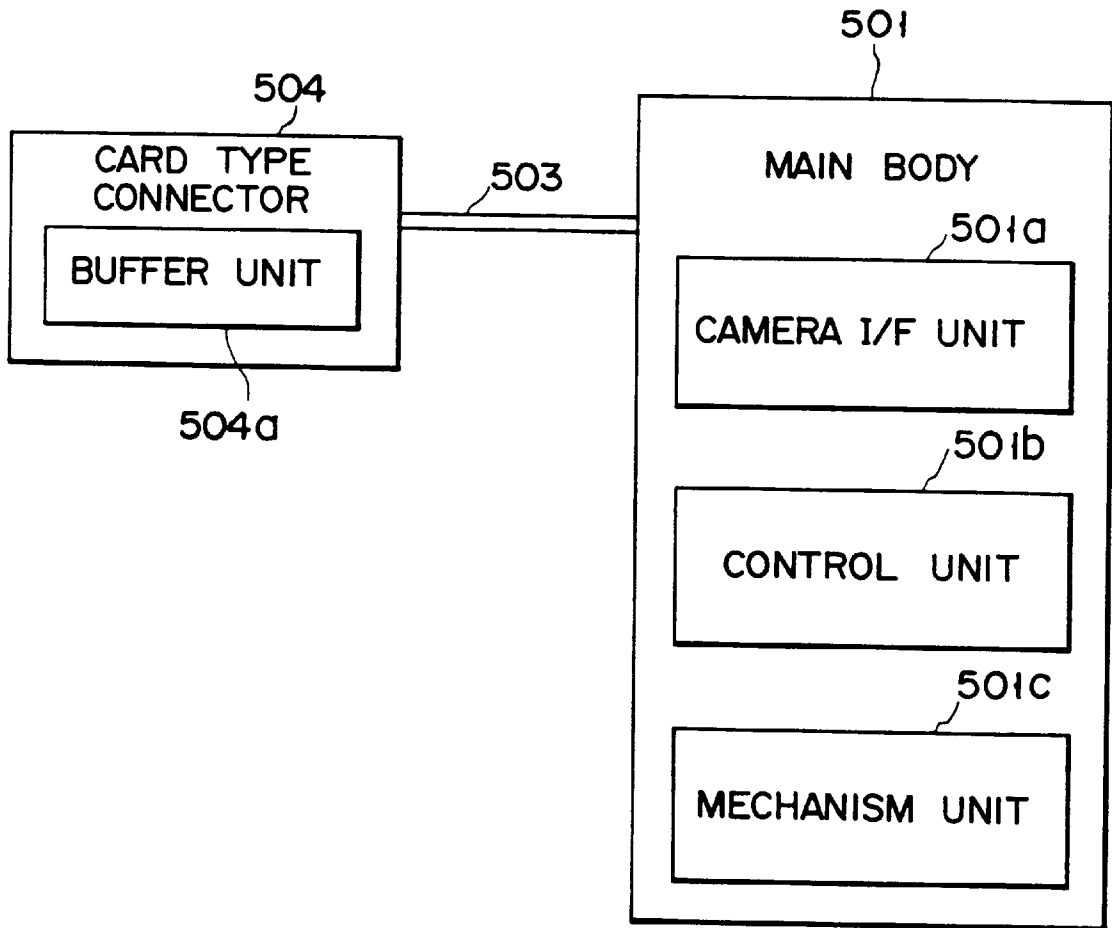 501
504
CARD TYPE
CONNECTOR
503
MAIN BODY
BUFFER UNIT
501a
CAMERA I/F UNIT
504a
501b
CONTROL UNIT
501c
MECHANISM UNIT